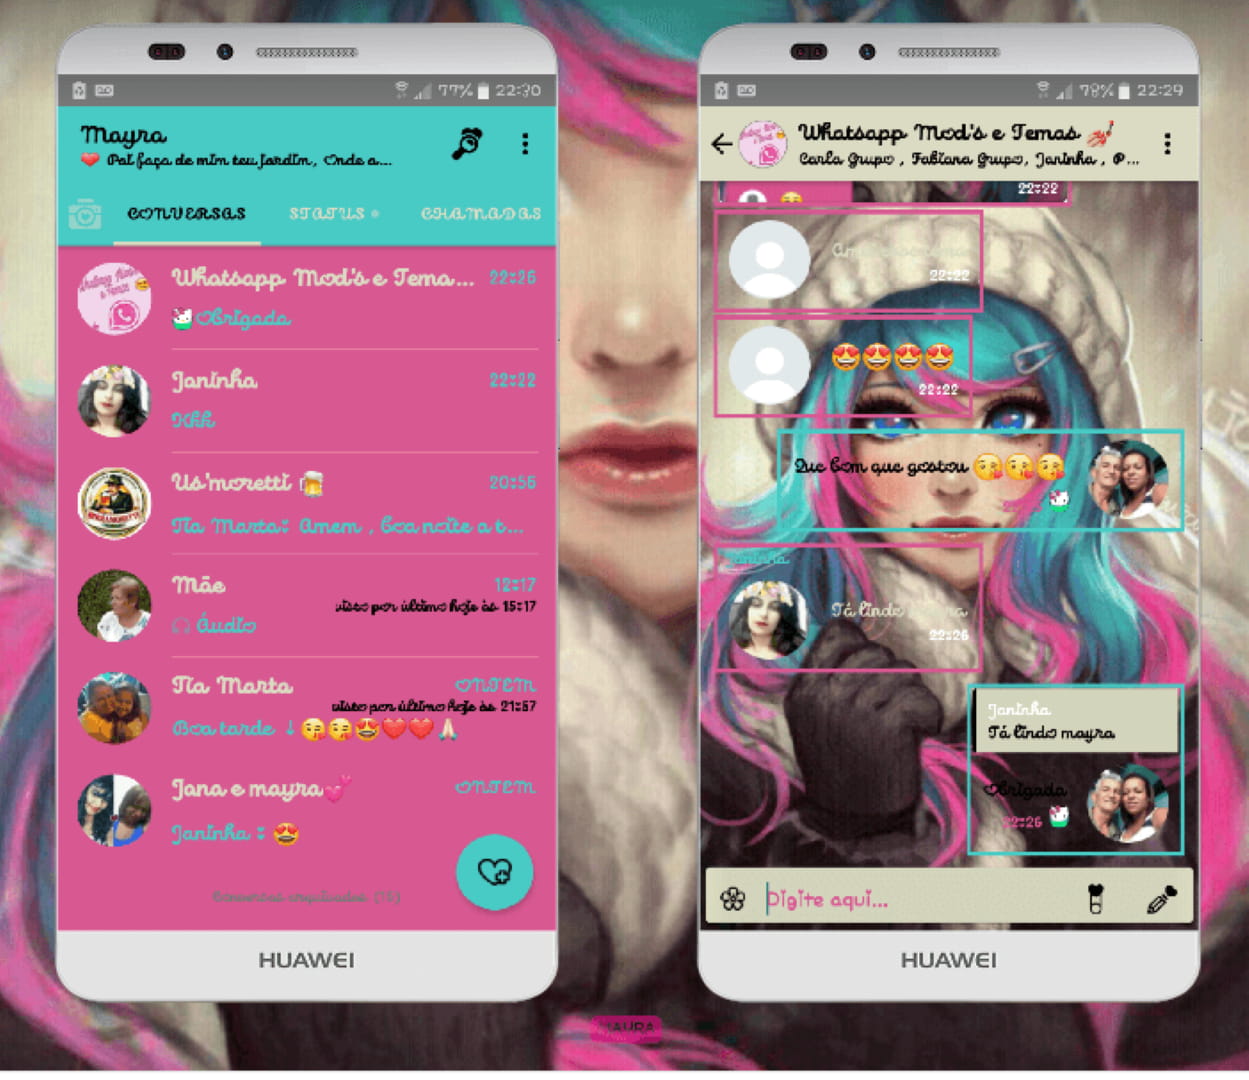 77% 22:30
Mayra
Pai faça de mim teu jardim, Onde a...
CONVERSAS STATUS CHAMADAS
Whatsapp Mod's e Tema... 22:26
Obrigada
Janinha 22:22
Kkk
Us'moretti 20:56
Tia Marta: Amem , boa noite a t...
Mãe 12:17
visto por último hoje às 15:17
Áudio
Tia Marta ONTEM
visto por último hoje às 21:57
Boa tarde
Jana e mayra ONTEM
Janinha :
Conversas arquivadas
HUAWEI
78% 22:29
Whatsapp Mod's e Temas
Carla Grupo , Fabiana Grupo, Janinha , P...
22:22
22:22
22:22
Que bom que gostou
Janinha
Tá lindo mayra
22:26
Janinha
Tá lindo mayra
Obrigada
22:26
Digite aqui...
HUAWEI